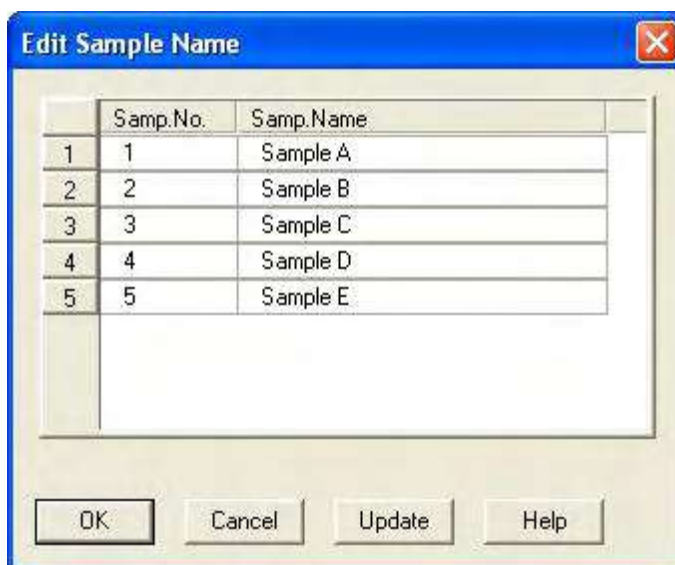 Edit Sample Name
Samp.No. Samp.Name
1 1 Sample A
2 2 Sample B
3 3 Sample C
4 4 Sample D
5 5 Sample E
OK Cancel Update Help